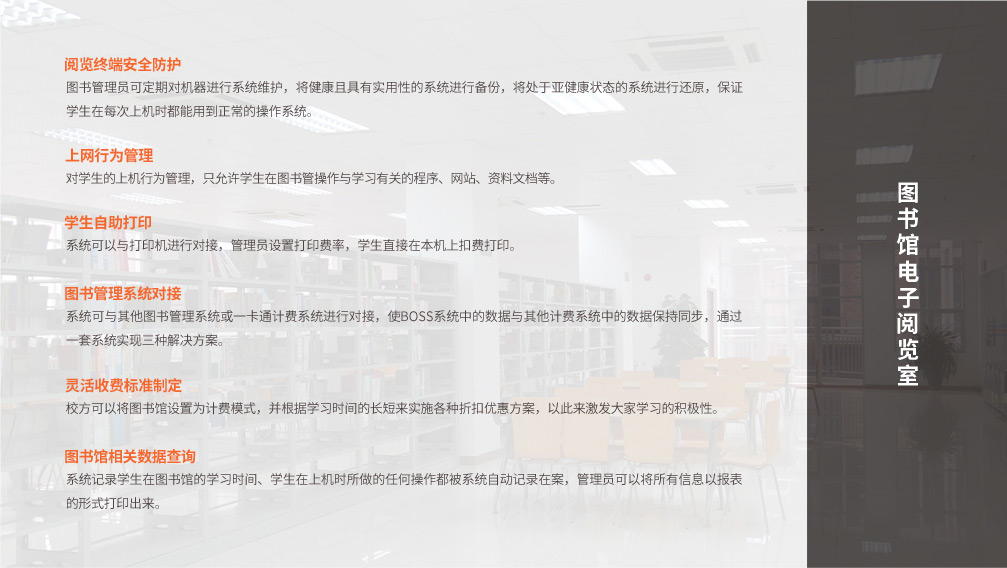 阅览终端安全防护
图书管理员可定期对机器进行系统维护，将健康且具有实用性的系统进行备份，将处于亚健康状态的系统进行还原，保证
学生在每次上机时都能用到正常的操作系统。
上网行为管理
对学生的上机行为管理，只允许学生在图书管操作与学习有关的程序、网站、资料文档等。
学生自助打印
系统可以与打印机进行对接，管理员设置打印费率，学生直接在本机上扣费打印。
图书管理系统对接
系统可与其他图书管理系统或一卡通计费系统进行对接，使BOSS系统中的数据与其他计费系统中的数据保持同步，通过
一套系统实现三种解决方案。
灵活收费标准制定
校方可以将图书馆设置为计费模式，并根据学习时间的长短来实施各种折扣优惠方案，以此来激发大家学习的积极性。
图书馆相关数据查询
系统记录学生在图书馆的学习时间、学生在上机时所做的任何操作都被系统自动记录在案，管理员可以将所有信息以报表
的形式打印出来。
图书馆电子阅览室